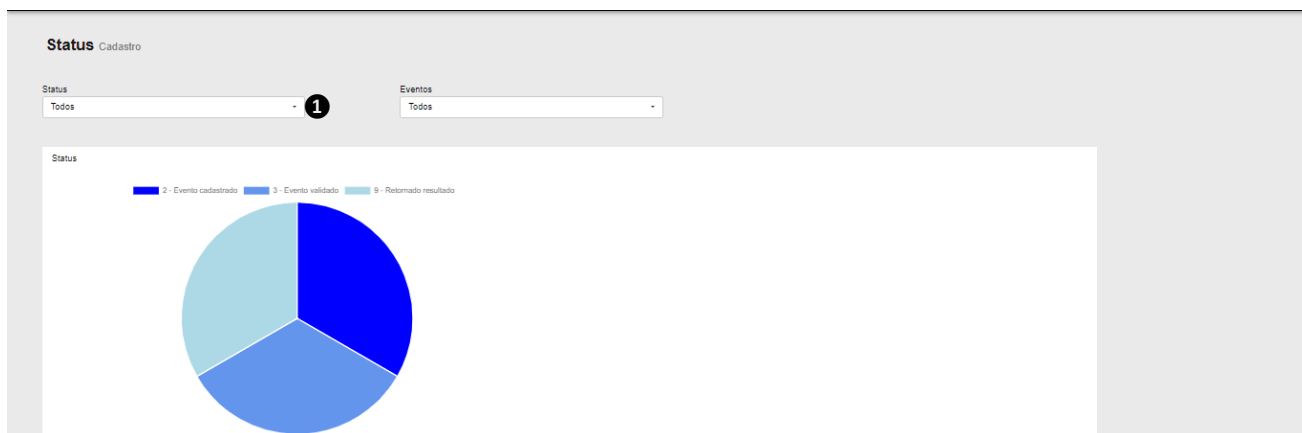 Status Cadastro
Status
Eventos
Todos
1
Todos
Status
2 - Evento cadastrado 3 - Evento validado 9 - Retornado resultado